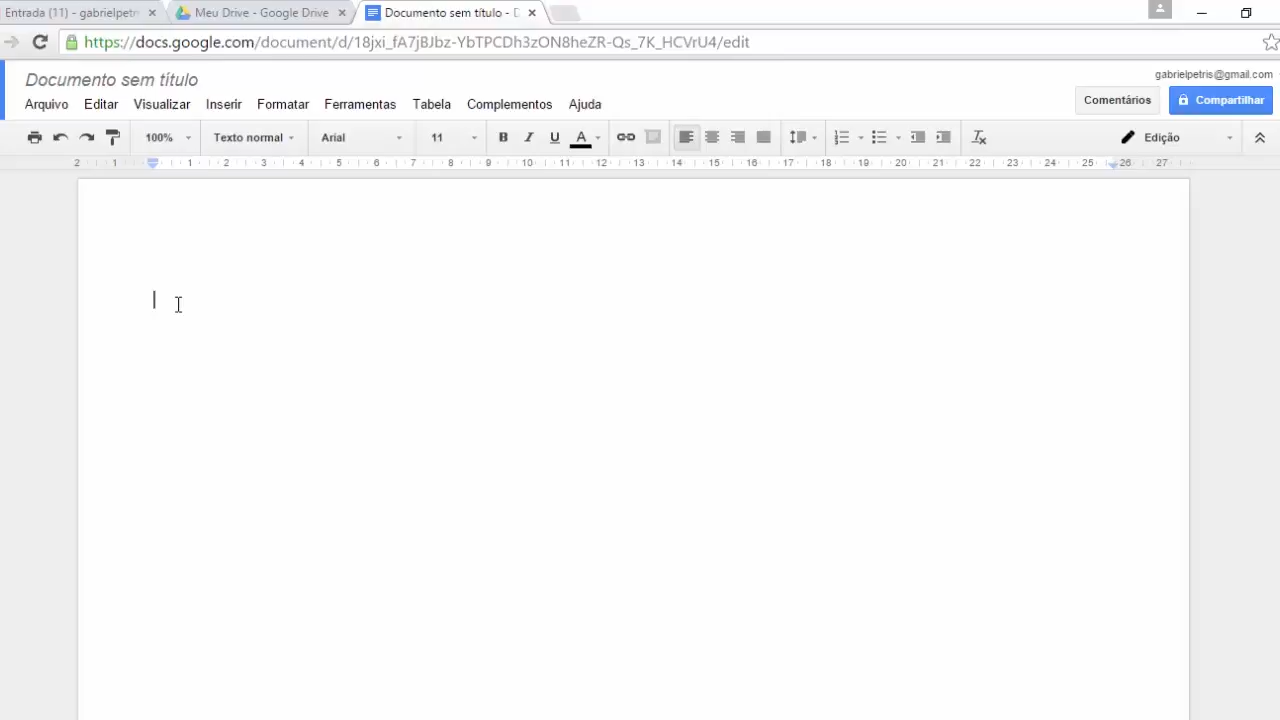 Entrada (11) - gabrielpetri
Meu Drive - Google Drive
Documento sem título - D
https://docs.google.com/document/d/18jxi_fA7jBJbz-YbTPCDh3zON8heZR-Qs_7K_HCVrU4/edit
Documento sem título
gabrielpetris@gmail.com
Arquivo Editar Visualizar Inserir Formatar Ferramentas Tabela Complementos Ajuda
Comentários
Compartilhar
100% Texto normal Arial 11 B I U A Edição
2 1 1 2 3 4 5 6 7 8 9 10 11 12 13 14 15 16 17 18 19 20 21 22 23 24 25 26 27